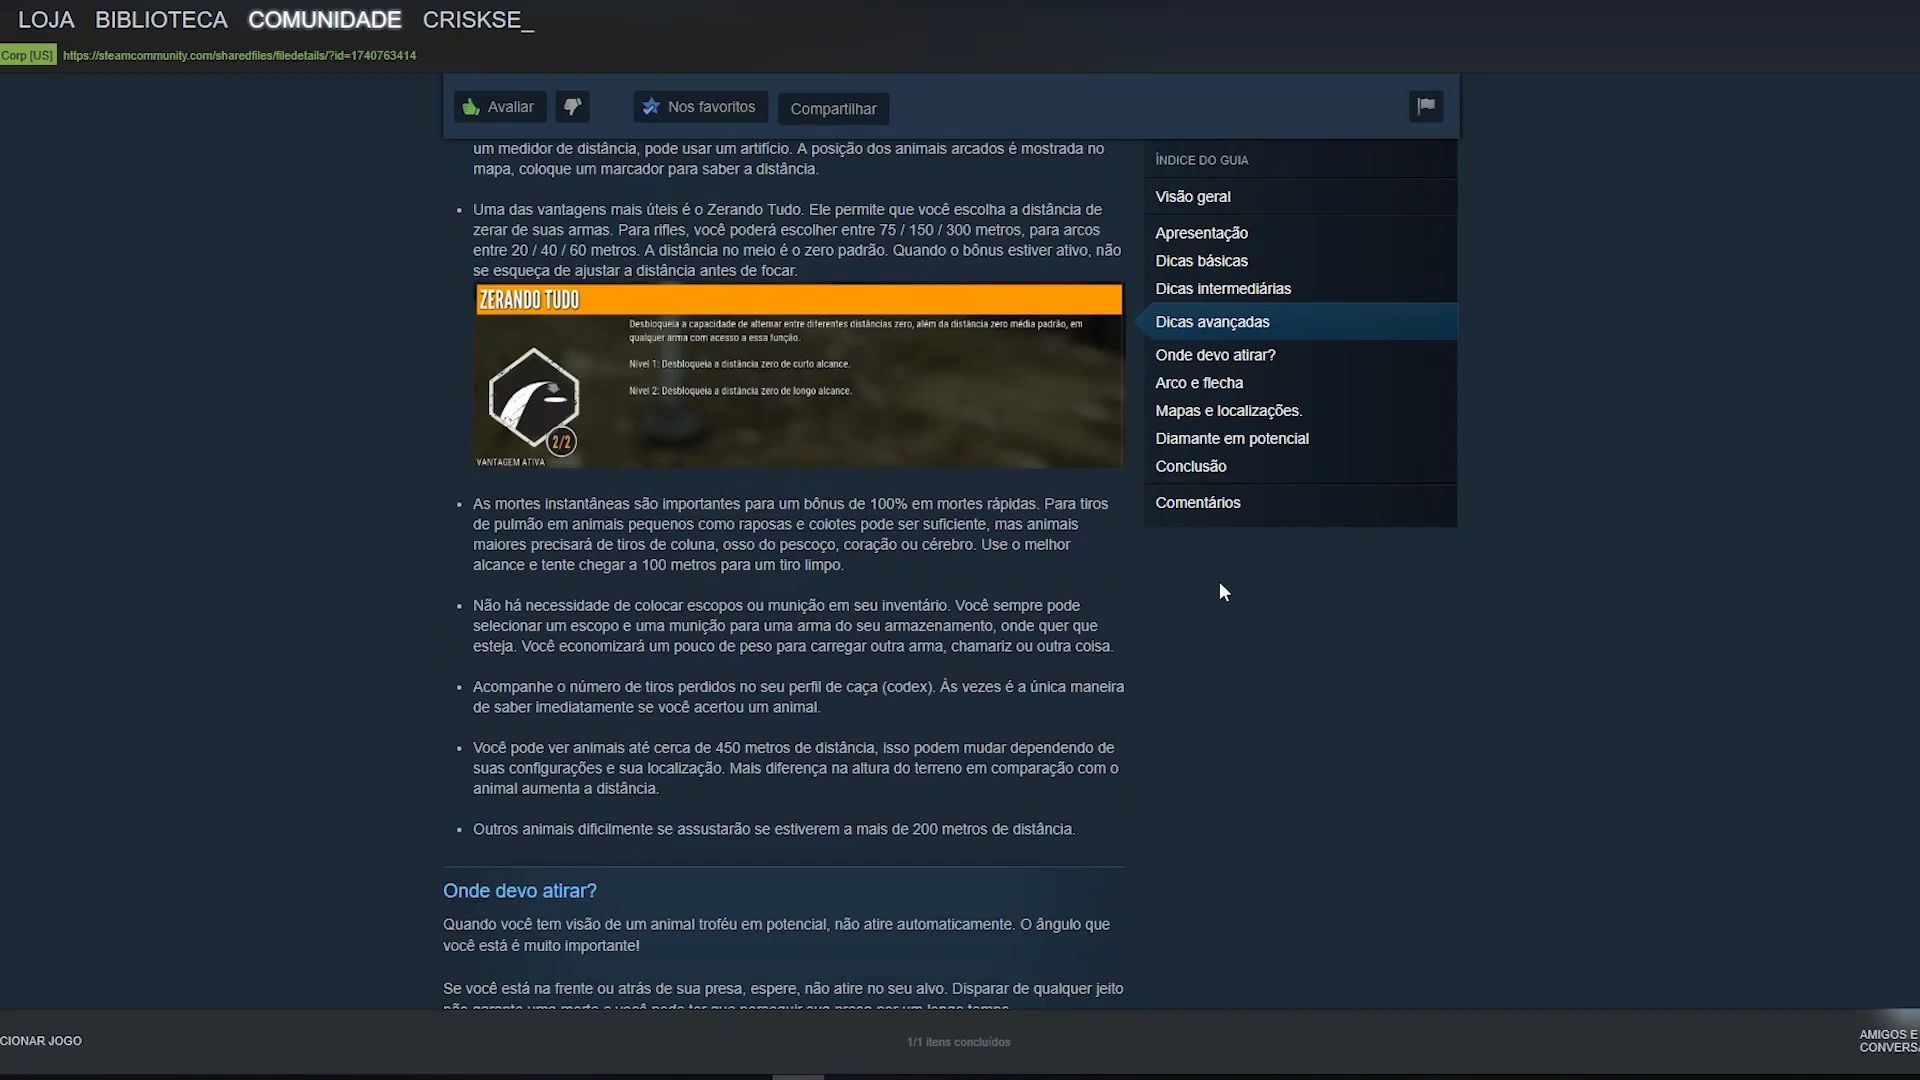 LOJA BIBLIOTECA COMUNIDADE CRISKSE_
Corp [US] https://steamcommunity.com/sharedfiles/filedetails/?id=1740763414
Avaliar Nos favoritos Compartilhar
um medidor de distância, pode usar um artifício. A posição dos animais arcados é mostrada no
mapa, coloque um marcador para saber a distância.
Uma das vantagens mais úteis é o Zerando Tudo. Ele permite que você escolha a distância de
zerar de suas armas. Para rifles, você poderá escolher entre 75 / 150 / 300 metros, para arcos
entre 20 / 40 / 60 metros. A distância no meio é o zero padrão. Quando o bônus estiver ativo, não
se esqueça de ajustar a distância antes de focar.
ZERANDO TUDO
Desbloqueia a capacidade de alternar entre diferentes distâncias zero, além da distância zero média padrão, em
qualquer arma com acesso a essa função.
Nível 1: Desbloqueia a distância zero de curto alcance.
Nível 2: Desbloqueia a distância zero de longo alcance.
2/2
VANTAGEM ATIVA
As mortes instantâneas são importantes para um bônus de 100% em mortes rápidas. Para tiros
de pulmão em animais pequenos como raposas e coiotes pode ser suficiente, mas animais
maiores precisará de tiros de coluna, osso do pescoço, coração ou cérebro. Use o melhor
alcance e tente chegar a 100 metros para um tiro limpo.
Não há necessidade de colocar escopos ou munição em seu inventário. Você sempre pode
selecionar um escopo e uma munição para uma arma do seu armazenamento, onde quer que
esteja. Você economizará um pouco de peso para carregar outra arma, chamariz ou outra coisa.
Acompanhe o número de tiros perdidos no seu perfil de caça (codex). Às vezes é a única maneira
de saber imediatamente se você acertou um animal.
Você pode ver animais até cerca de 450 metros de distância, isso podem mudar dependendo de
suas configurações e sua localização. Mais diferença na altura do terreno em comparação com o
animal aumenta a distância.
Outros animais dificilmente se assustarão se estiverem a mais de 200 metros de distância.
Onde devo atirar?
Quando você tem visão de um animal troféu em potencial, não atire automaticamente. O ângulo que
você está é muito importante!
Se você está na frente ou atrás de sua presa, espere, não atire no seu alvo. Disparar de qualquer jeito
não garante uma morte e você pode ter que perseguir sua presa por um longo tempo.
ÍNDICE DO GUIA
Visão geral
Apresentação
Dicas básicas
Dicas intermediárias
Dicas avançadas
Onde devo atirar?
Arco e flecha
Mapas e localizações.
Diamante em potencial
Conclusão
Comentários
CIONAR JOGO
1/1 itens concluídos
AMIGOS E
CONVERSA